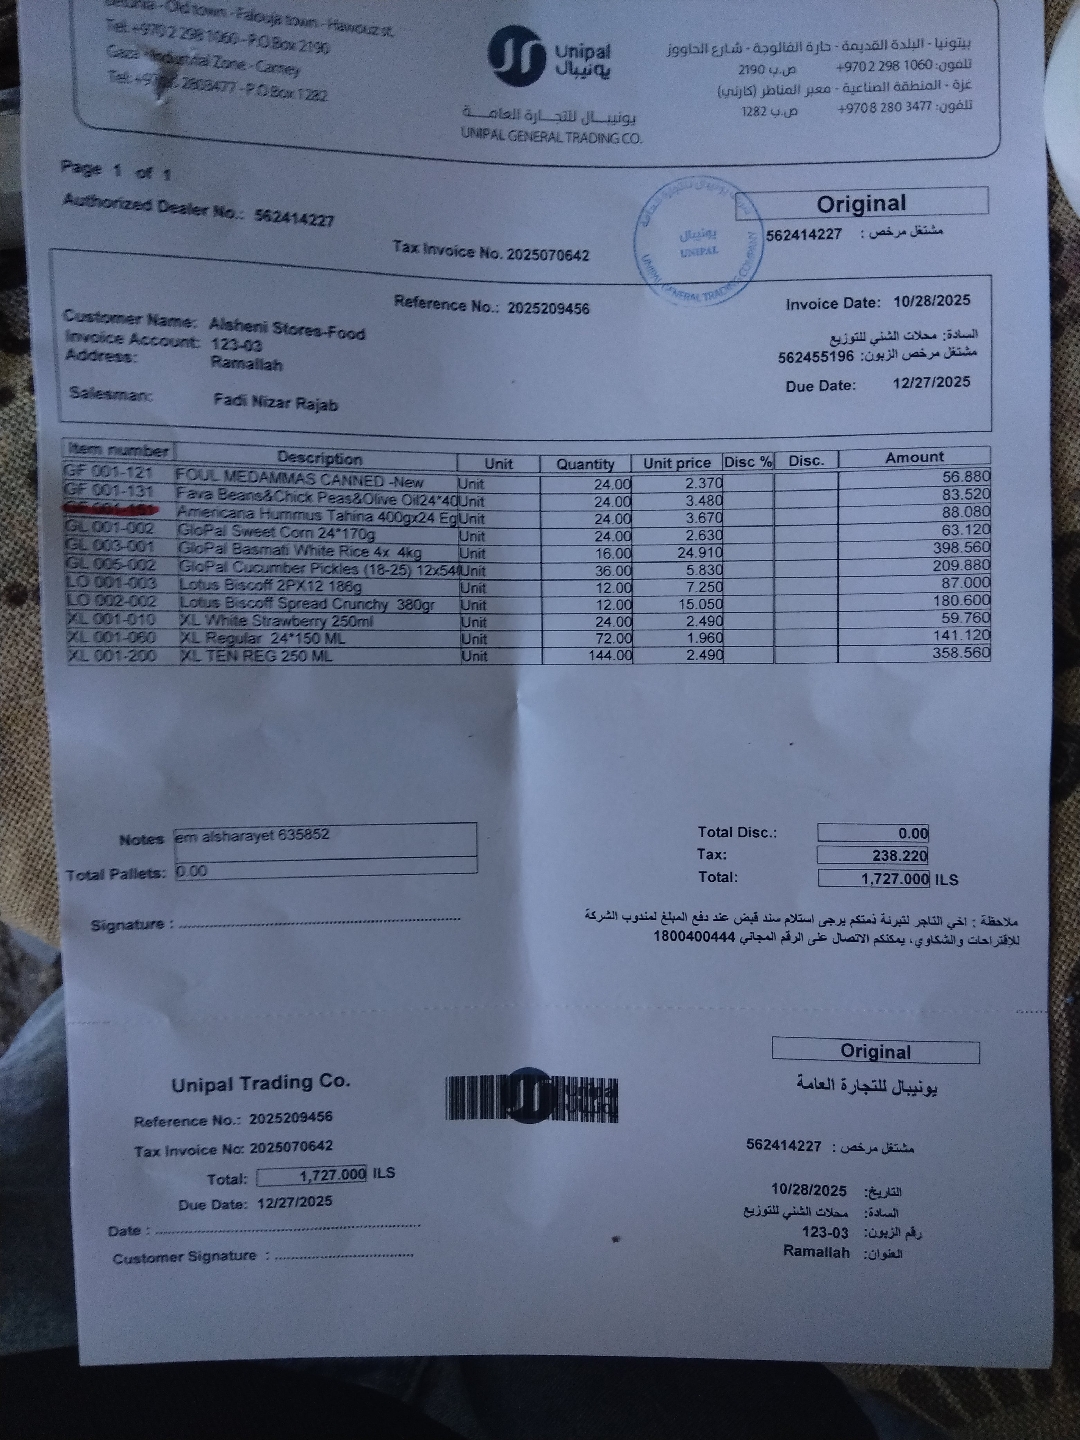 Betunia - Old town - Falouja town - Hawouz st.
Tel: +970 2 298 1060 - P.O.Box 2190
Gaza - Industrial Zone - Carney
Tel: 2803477 - P.O.Box 1282
Unipal
يونيبال
يونيبال للتجارة العامة
UNIPAL GENERAL TRADING CO.
بيتونيا - البلدة القديمة - حارة الفالوجة - شارع الحاووز
تلفون: 1060 298 2 970+ ص.ب 2190
غزة - المنطقة الصناعية - معبر المناطر (كارني)
تلفون: 3477 280 8 970+ ص.ب 1282
Page 1 of 1
Authorized Dealer No.: 562414227
Tax Invoice No. 2025070642
يونيبال
UNIPAL
UNIPAL GENERAL TRADING COMPANY
Original
مشتغل مرخص : 562414227
Reference No.: 2025209456
Invoice Date: 10/28/2025
Customer Name: Alsheni Stores-Food
Invoice Account: 123-03
Address: Ramallah
Salesman: Fadi Nizar Rajab
السادة: محلات الشني للتوزيع
مشتغل مرخص الزبون: 562455196
Due Date: 12/27/2025
Item number Description Unit Quantity Unit price Disc % Disc. Amount
GF 001-121 FOUL MEDAMMAS CANNED -New Unit 24.00 2.370 56.880
GF 001-131 Fava Beans&Chick Peas&Olive Oil24*40 Unit 24.00 3.480 83.520
Americana Hummus Tahina 400gx24 Eg Unit 24.00 3.670 88.080
GL 001-002 GloPal Sweet Corn 24*170g Unit 24.00 2.630 63.120
GL 003-001 GloPal Basmati White Rice 4x 4kg Unit 16.00 24.910 398.560
GL 005-002 GloPal Cucumber Pickles (18-25) 12x54 Unit 36.00 5.830 209.880
LO 001-003 Lotus Biscoff 2PX12 186g Unit 12.00 7.250 87.000
LO 002-002 Lotus Biscoff Spread Crunchy 380gr Unit 12.00 15.050 180.600
XL 001-010 XL White Strawberry 250ml Unit 24.00 2.490 59.760
XL 001-060 XL Regular 24*150 ML Unit 72.00 1.960 141.120
XL 001-200 XL TEN REG 250 ML Unit 144.00 2.490 358.560
Notes em alsharayet 635852
Total Pallets: 0.00
Signature : ..........
Total Disc.: 0.00
Tax: 238.220
Total: 1,727.000 ILS
ملاحظة : اخي التاجر لتبرئة ذمتكم يرجى استلام سند قبض عند دفع المبلغ لمندوب الشركة
للاقتراحات والشكاوي، يمكنكم الاتصال على الرقم المجاني 1800400444
Original
Unipal Trading Co.
يونيبال للتجارة العامة
Reference No.: 2025209456
Tax Invoice No: 2025070642
Total: 1,727.000 ILS
Due Date: 12/27/2025
Date : ..........
Customer Signature : ..........
مشتغل مرخص : 562414227
التاريخ: 10/28/2025
السادة: محلات الشني للتوزيع
رقم الزبون: 123-03
العنوان: Ramallah